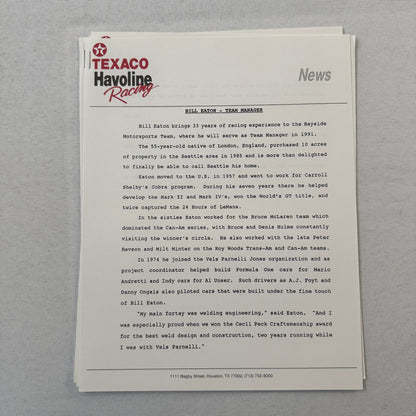 TEXACO
Havoline
Racing
News
BILL EATON - TEAM MANAGER
Bill Eaton brings 33 years of racing experience to the Bayside
Motorsports Team, where he will serve as Team Manager in 1991.
The 55-year-old native of London, England, purchased 10 acres
of property in the Seattle area in 1985 and is more than delighted
to finally be able to call Seattle his home.
Eaton moved to the U.S. in 1957 and went to work for Carroll
Shelby's Cobra program. During his seven years there he helped
develop the Mark II and Mark IV's, won the World's GT title, and
twice captured the 24 Hours of LeMans.
In the sixties Eaton worked for the Bruce McLaren team which
dominated the Can-Am series, with Bruce and Denis Hulme constantly
visiting the winner's circle. He also worked with the late Peter
Revson and Milt Minter on the Roy Woods Trans-Am and Can-Am teams.
In 1974 he joined the Vels Parnelli Jones organization and as
project coordinator helped build Formula One cars for Mario
Andretti and Indy cars for Al Unser. Such drivers as A.J. Foyt and
Danny Ongais also piloted cars that were built under the fine touch
of Bill Eaton.
"My main fortay was welding engineering," said Eaton. "And I
was especially proud when we won the Cecil Peck Craftsmanship award
for the best weld design and construction, two years running while
I was with Vels Parnelli."
1111 Bagby Street, Houston, TX 77002, (713) 752-6000